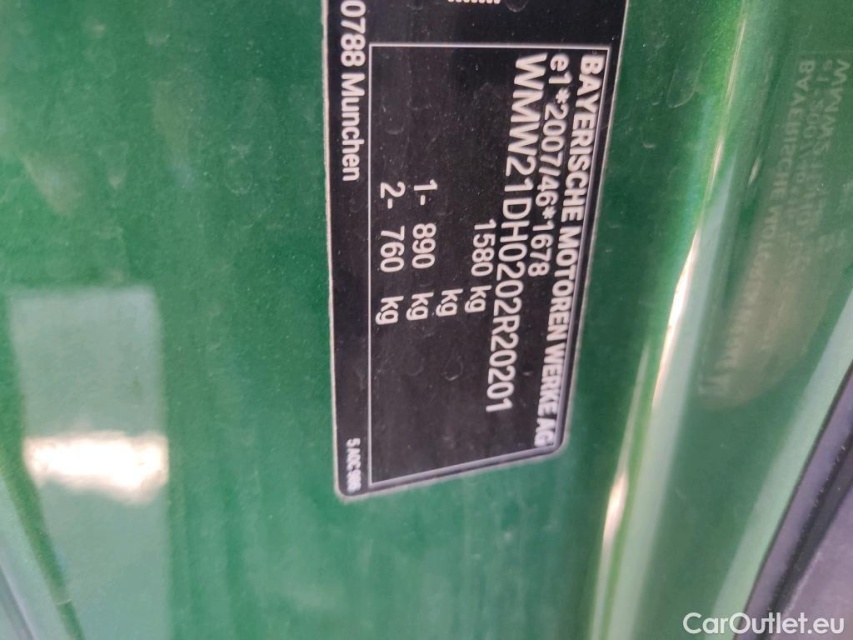 BAYERISCHE MOTOREN WERKE AG
e1*2007/46*1678
WMW21DH0202R20201
1580 kg
kg
1- 890 kg
2- 760 kg
0788 Munchen
CarOutlet.eu